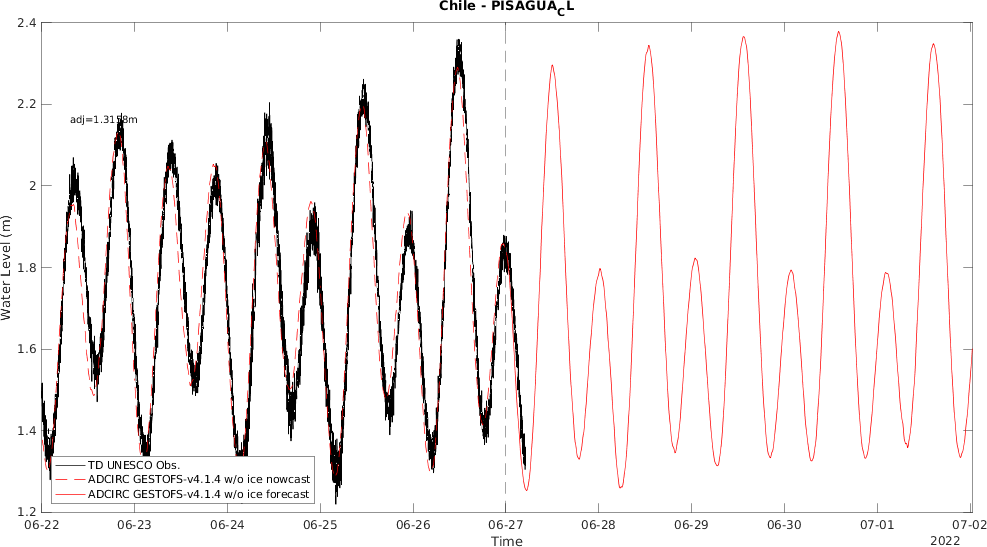 Chile - PISAGUA_CL
2.4
2.2
2
1.8
1.6
1.4
1.2
Water Level (m)
adj=1.3158m
TD UNESCO Obs.
ADCIRC GESTOFS-v4.1.4 w/o ice nowcast
ADCIRC GESTOFS-v4.1.4 w/o ice forecast
06-22 06-23 06-24 06-25 06-26 06-27 06-28 06-29 06-30 07-01 07-02
Time
2022